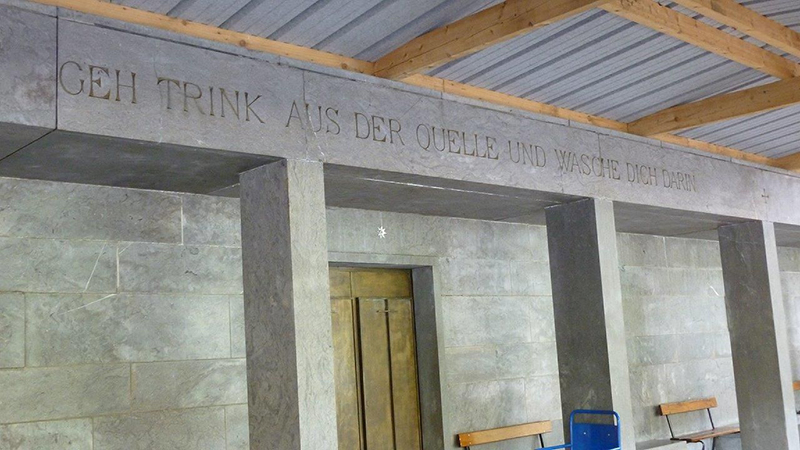 GEH TRINK AUS DER QUELLE UND WASCHE DICH DARIN